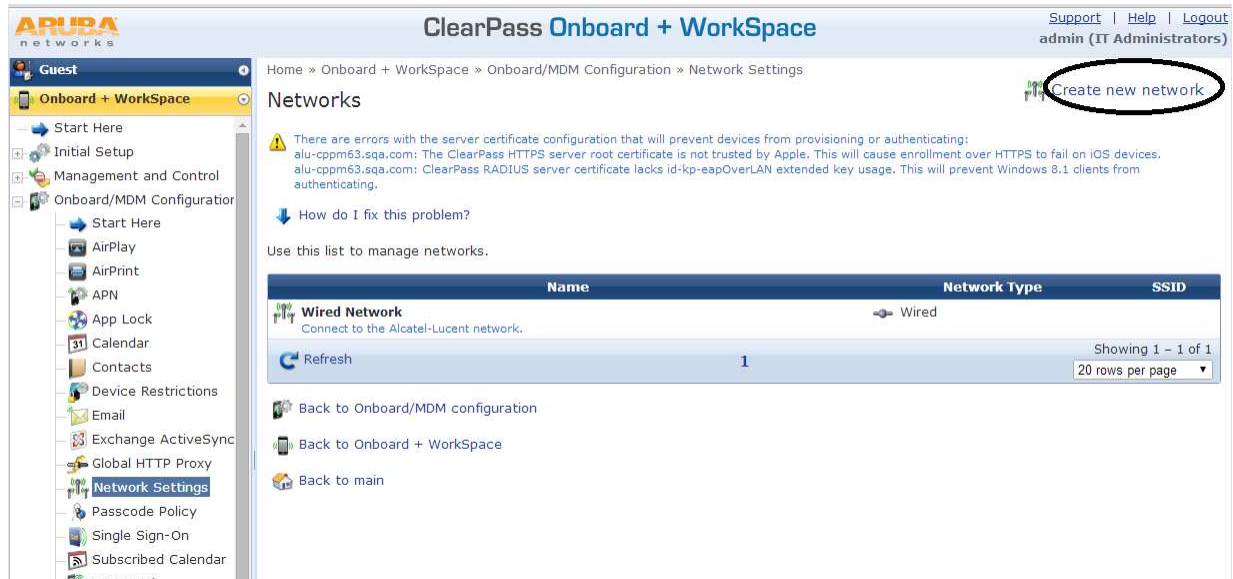 ARUBA
networks
ClearPass Onboard + WorkSpace
Support | Help | Logout
admin (IT Administrators)
Guest
Onboard + WorkSpace
Start Here
Initial Setup
Management and Control
Onboard/MDM Configuration
Start Here
AirPlay
AirPrint
APN
App Lock
31 Calendar
Contacts
Device Restrictions
Email
Exchange ActiveSync
Global HTTP Proxy
Network Settings
Passcode Policy
Single Sign-On
Subscribed Calendar
Home » Onboard + WorkSpace » Onboard/MDM Configuration » Network Settings
Networks
Create new network
There are errors with the server certificate configuration that will prevent devices from provisioning or authenticating:
alu-cppm63.sqa.com: The ClearPass HTTPS server root certificate is not trusted by Apple. This will cause enrollment over HTTPS to fail on iOS devices.
alu-cppm63.sqa.com: ClearPass RADIUS server certificate lacks id-kp-eapOverLAN extended key usage. This will prevent Windows 8.1 clients from
authenticating.
How do I fix this problem?
Use this list to manage networks.
Name Network Type SSID
Wired Network Wired
Connect to the Alcatel-Lucent network.
Refresh 1 Showing 1 – 1 of 1
20 rows per page
Back to Onboard/MDM configuration
Back to Onboard + WorkSpace
Back to main